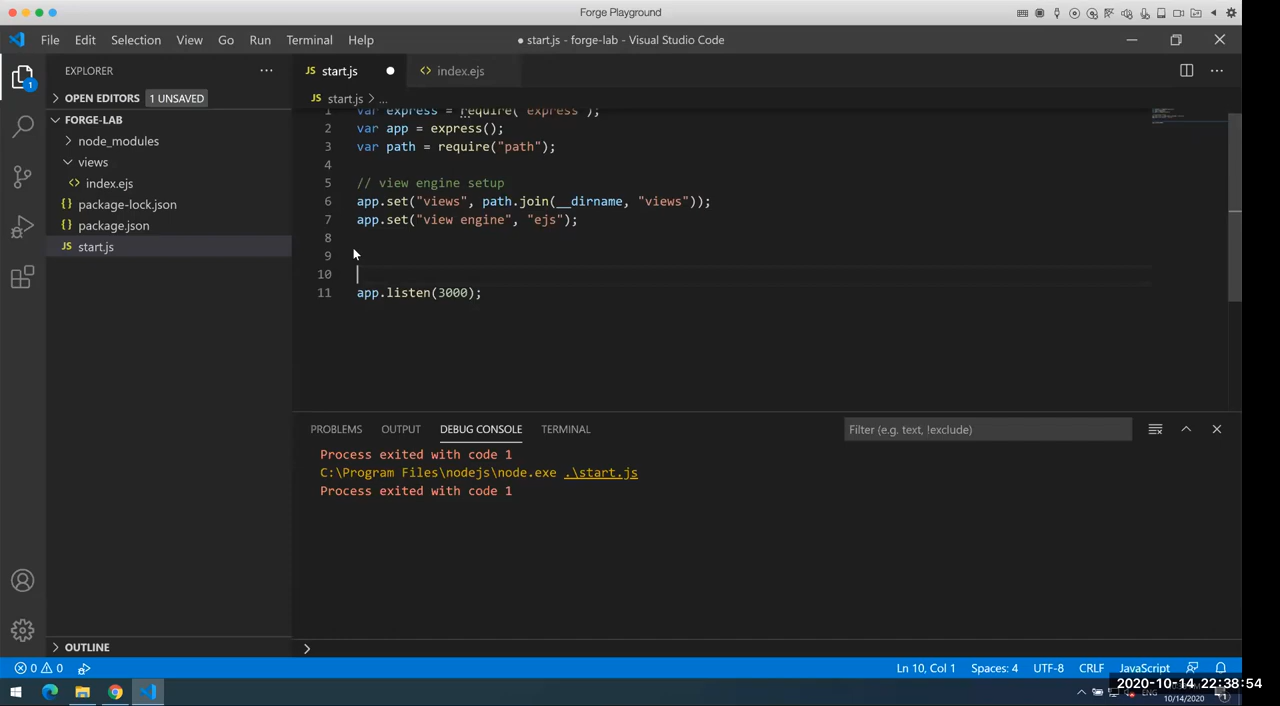 Forge Playground
File Edit Selection View Go Run Terminal Help
● start.js - forge-lab - Visual Studio Code
EXPLORER
JS start.js
<> index.ejs
1
OPEN EDITORS 1 UNSAVED
JS start.js > ...
FORGE-LAB
node_modules
views
<> index.ejs
{} package-lock.json
{} package.json
JS start.js
1 var express = require("express");
2 var app = express();
3 var path = require("path");
4
5 // view engine setup
6 app.set("views", path.join(__dirname, "views"));
7 app.set("view engine", "ejs");
8
9
10
11 app.listen(3000);
PROBLEMS OUTPUT DEBUG CONSOLE TERMINAL
Filter (e.g. text, !exclude)
Process exited with code 1
C:\Program Files\nodejs\node.exe .\start.js
Process exited with code 1
OUTLINE
0 0
Ln 10, Col 1 Spaces: 4 UTF-8 CRLF JavaScript
2020-10-14 22:38:54
ENG
10/14/2020